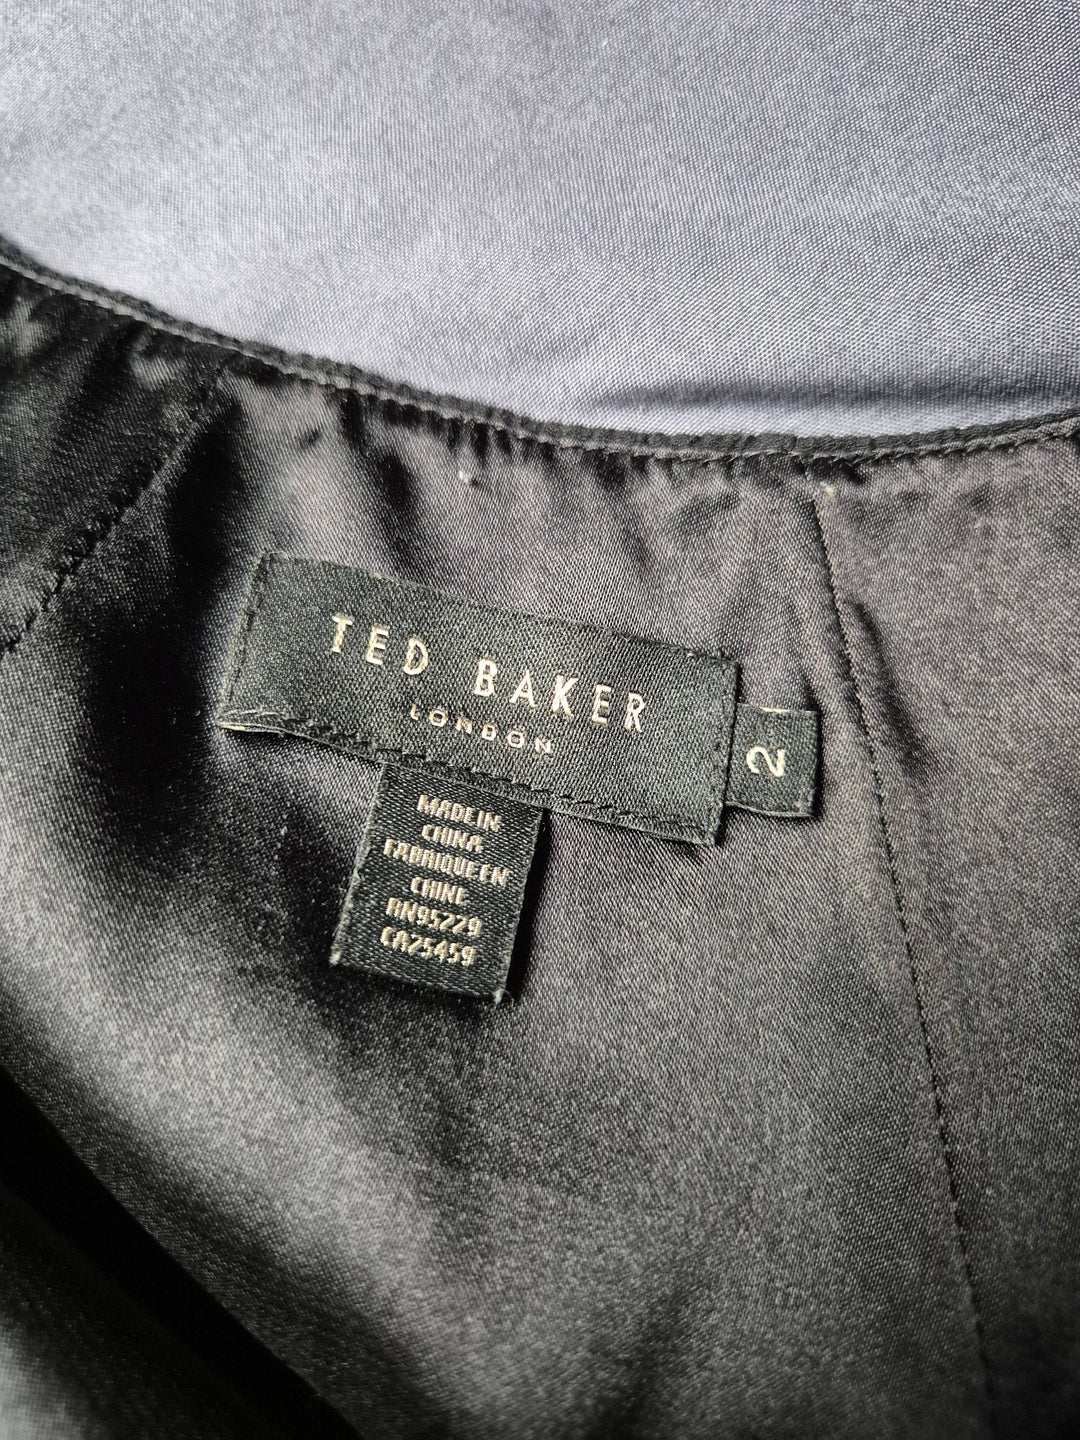 TED BAKER
LONDON
2
MADE IN
CHINA
FABRIQUE EN
CHINE
RN95229
CA25459